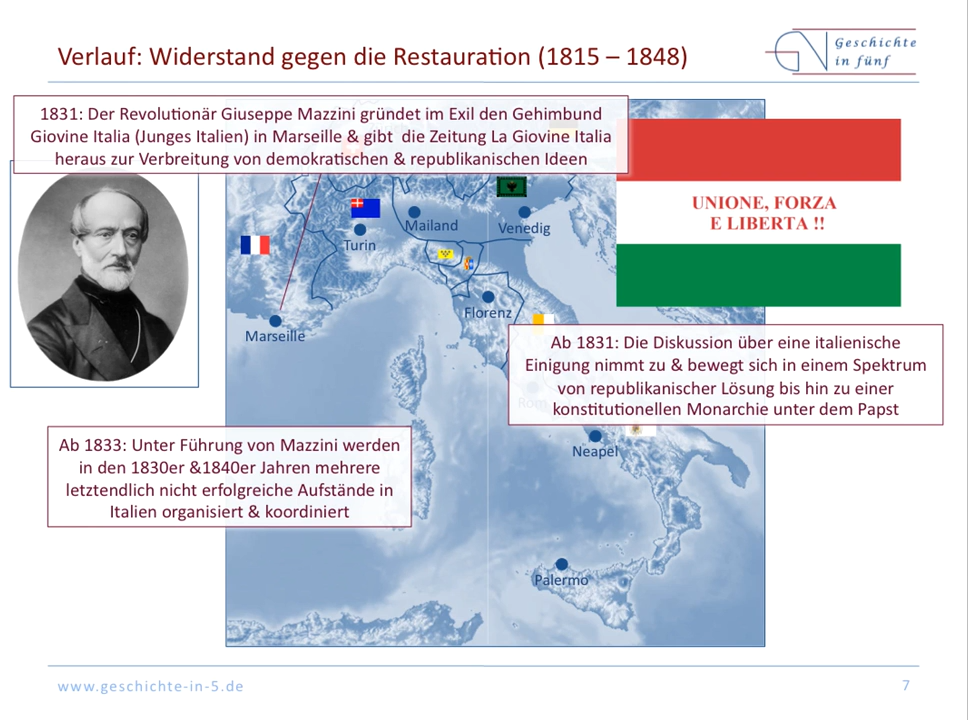 Verlauf: Widerstand gegen die Restauration (1815 – 1848)
Geschichte
in fünf
1831: Der Revolutionär Giuseppe Mazzini gründet im Exil den Gehimbund
Giovine Italia (Junges Italien) in Marseille & gibt die Zeitung La Giovine Italia
heraus zur Verbreitung von demokratischen & republikanischen Ideen
UNIONE, FORZA
E LIBERTA !!
Mailand
Venedig
Turin
Florenz
Marseille
Ab 1831: Die Diskussion über eine italienische
Einigung nimmt zu & bewegt sich in einem Spektrum
von republikanischer Lösung bis hin zu einer
konstitutionellen Monarchie unter dem Papst
Rom
Ab 1833: Unter Führung von Mazzini werden
in den 1830er &1840er Jahren mehrere
letztendlich nicht erfolgreiche Aufstände in
Italien organisiert & koordiniert
Neapel
Palermo
www.geschichte-in-5.de
7